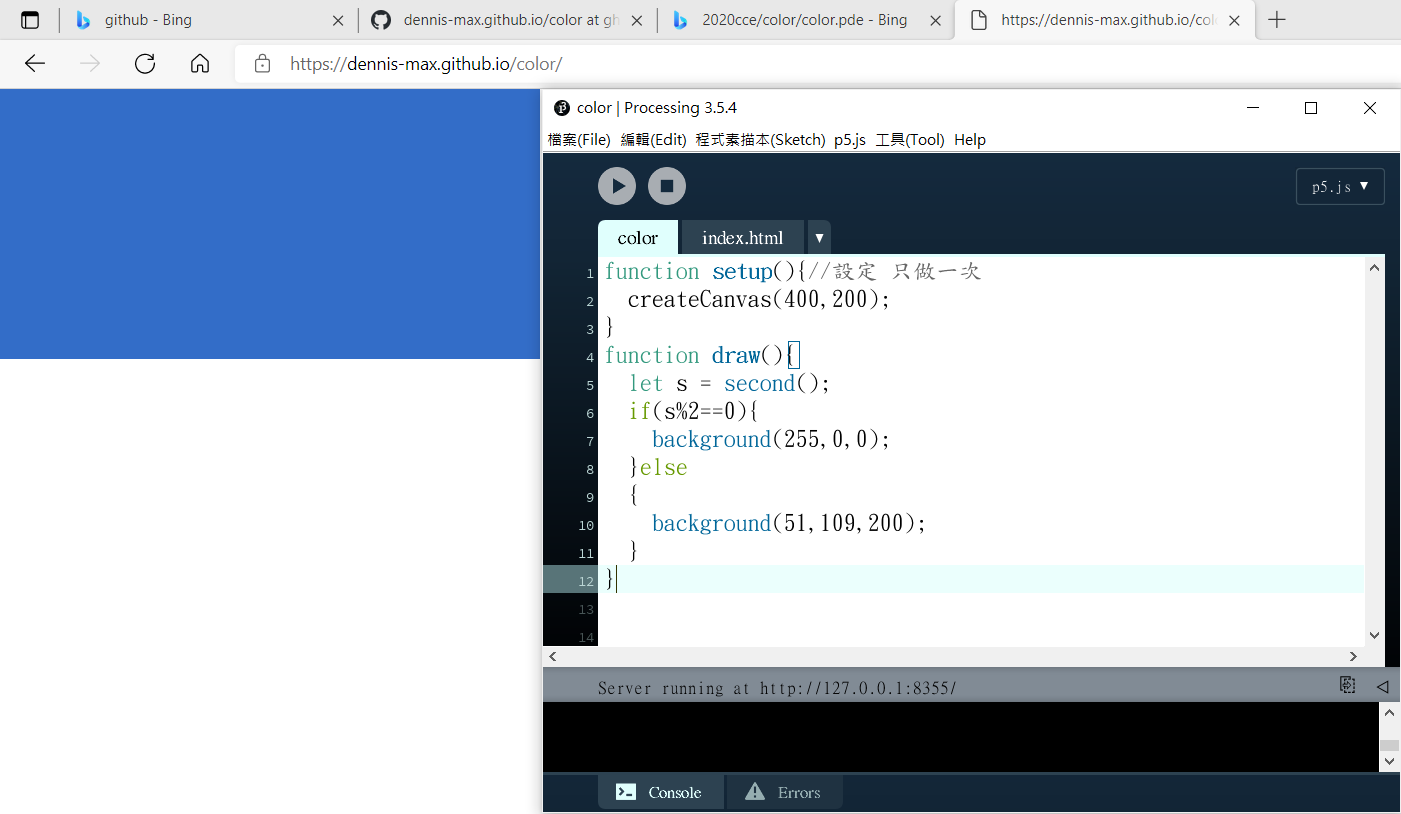 github - Bing
dennis-max.github.io/color at gh
2020cce/color/color.pde - Bing
https://dennis-max.github.io/col
https://dennis-max.github.io/color/
color | Processing 3.5.4
檔案(File) 編輯(Edit) 程式素描本(Sketch) p5.js 工具(Tool) Help
p5.js ▼
color
index.html
▼
1 function setup(){//設定 只做一次
2 createCanvas(400,200);
3 }
4 function draw(){
5 let s = second();
6 if(s%2==0){
7 background(255,0,0);
8 }else
9 {
10 background(51,109,200);
11 }
12 }
13
14
Server running at http://127.0.0.1:8355/
Console
Errors